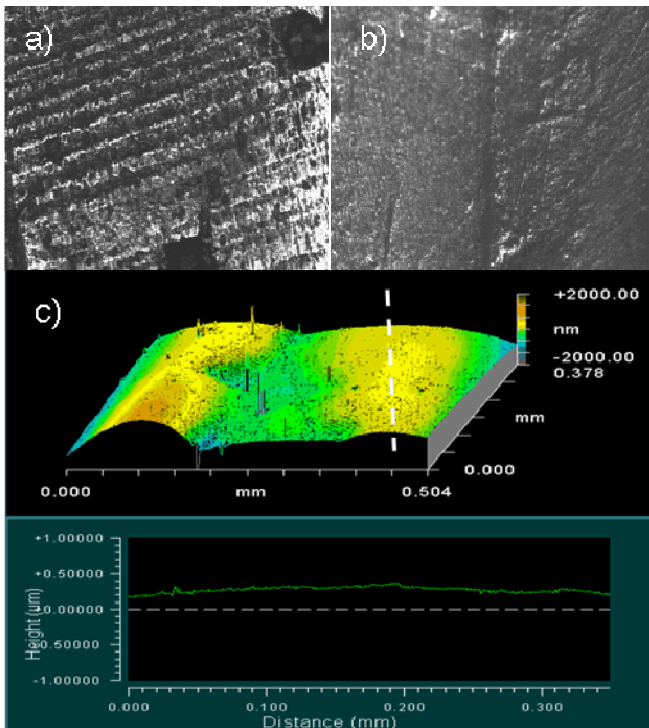 a)
b)
c)
+2000.00
nm
-2000.00
0.378
mm
0.000
0.000
mm
0.504
+1.00000
+0.50000
0.00000
-0.50000
-1.00000
Height (um)
0.000
0.100
0.200
0.300
Distance (mm)